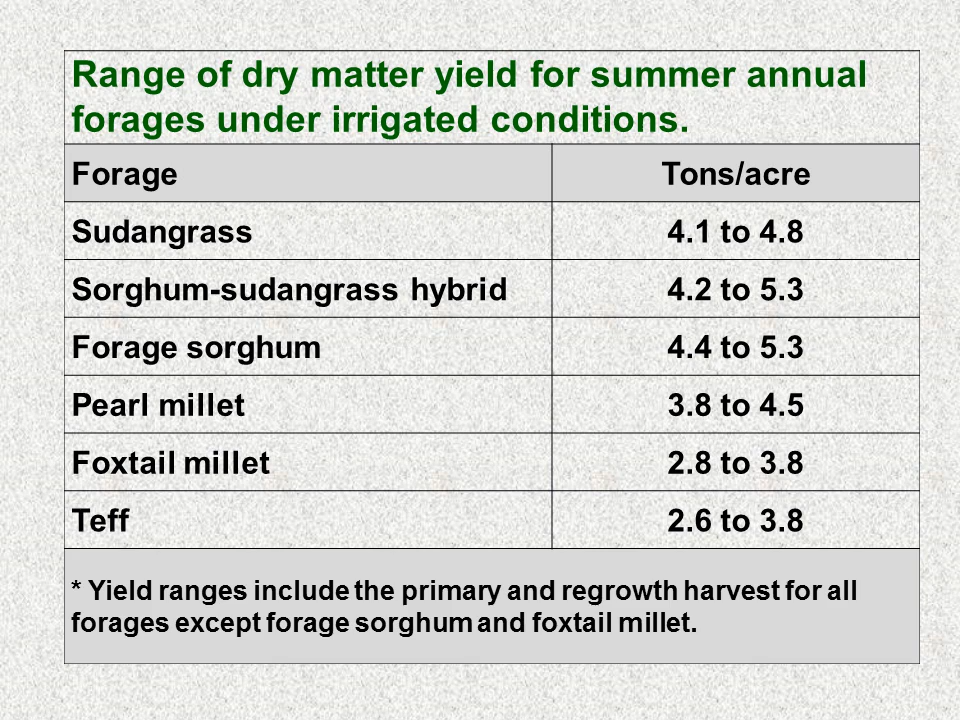 Range of dry matter yield for summer annual
forages under irrigated conditions.
Forage Tons/acre
Sudangrass 4.1 to 4.8
Sorghum-sudangrass hybrid 4.2 to 5.3
Forage sorghum 4.4 to 5.3
Pearl millet 3.8 to 4.5
Foxtail millet 2.8 to 3.8
Teff 2.6 to 3.8
* Yield ranges include the primary and regrowth harvest for all
forages except forage sorghum and foxtail millet.